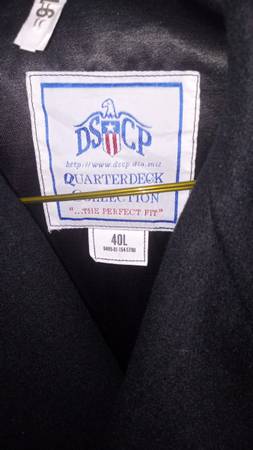 DSCP
http://www.dscp.dla.mil
QUARTERDECK
COLLECTION
"...THE PERFECT FIT"
40L